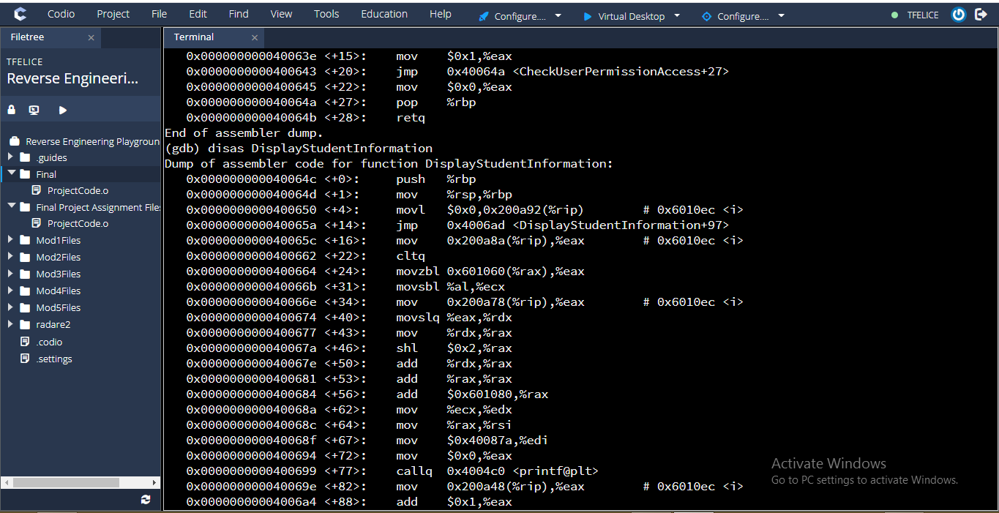 Codio Project File Edit Find View Tools Education Help Configure.... Virtual Desktop Configure.... TFELICE
Filetree ×
TFELICE
Reverse Engineeri...
Reverse Engineering Playgroun
.guides
Final
ProjectCode.o
Final Project Assignment File
ProjectCode.o
Mod1Files
Mod2Files
Mod3Files
Mod4Files
Mod5Files
radare2
.codio
.settings
Terminal ×
0x000000000040063e <+15>: mov $0x1,%eax
0x0000000000400643 <+20>: jmp 0x40064a <CheckUserPermissionAccess+27>
0x0000000000400645 <+22>: mov $0x0,%eax
0x000000000040064a <+27>: pop %rbp
0x000000000040064b <+28>: retq
End of assembler dump.
(gdb) disas DisplayStudentInformation
Dump of assembler code for function DisplayStudentInformation:
0x000000000040064c <+0>: push %rbp
0x000000000040064d <+1>: mov %rsp,%rbp
0x0000000000400650 <+4>: movl $0x0,0x200a92(%rip) # 0x6010ec <i>
0x000000000040065a <+14>: jmp 0x4006ad <DisplayStudentInformation+97>
0x000000000040065c <+16>: mov 0x200a8a(%rip),%eax # 0x6010ec <i>
0x0000000000400662 <+22>: cltq
0x0000000000400664 <+24>: movzbl 0x601060(%rax),%eax
0x000000000040066b <+31>: movsbl %al,%ecx
0x000000000040066e <+34>: mov 0x200a78(%rip),%eax # 0x6010ec <i>
0x0000000000400674 <+40>: movslq %eax,%rdx
0x0000000000400677 <+43>: mov %rdx,%rax
0x000000000040067a <+46>: shl $0x2,%rax
0x000000000040067e <+50>: add %rdx,%rax
0x0000000000400681 <+53>: add %rax,%rax
0x0000000000400684 <+56>: add $0x601080,%rax
0x000000000040068a <+62>: mov %ecx,%edx
0x000000000040068c <+64>: mov %rax,%rsi
0x000000000040068f <+67>: mov $0x40087a,%edi
0x0000000000400694 <+72>: mov $0x0,%eax
0x0000000000400699 <+77>: callq 0x4004c0 <printf@plt>
0x000000000040069e <+82>: mov 0x200a48(%rip),%eax # 0x6010ec <i>
0x00000000004006a4 <+88>: add $0x1,%eax
Activate Windows
Go to PC settings to activate Windows.